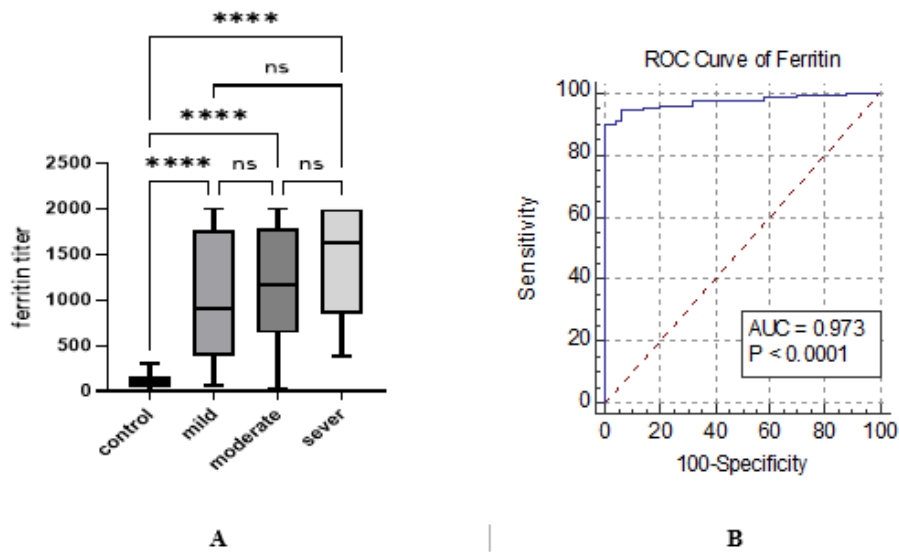 ****
ns
****
****
ns
ns
2500
2000
1500
1000
500
0
ferritin titer
control
mild
moderate
sever
A
ROC Curve of Ferritin
100
80
60
40
20
0
Sensitivity
AUC = 0.973
P < 0.0001
0 20 40 60 80 100
100-Specificity
B